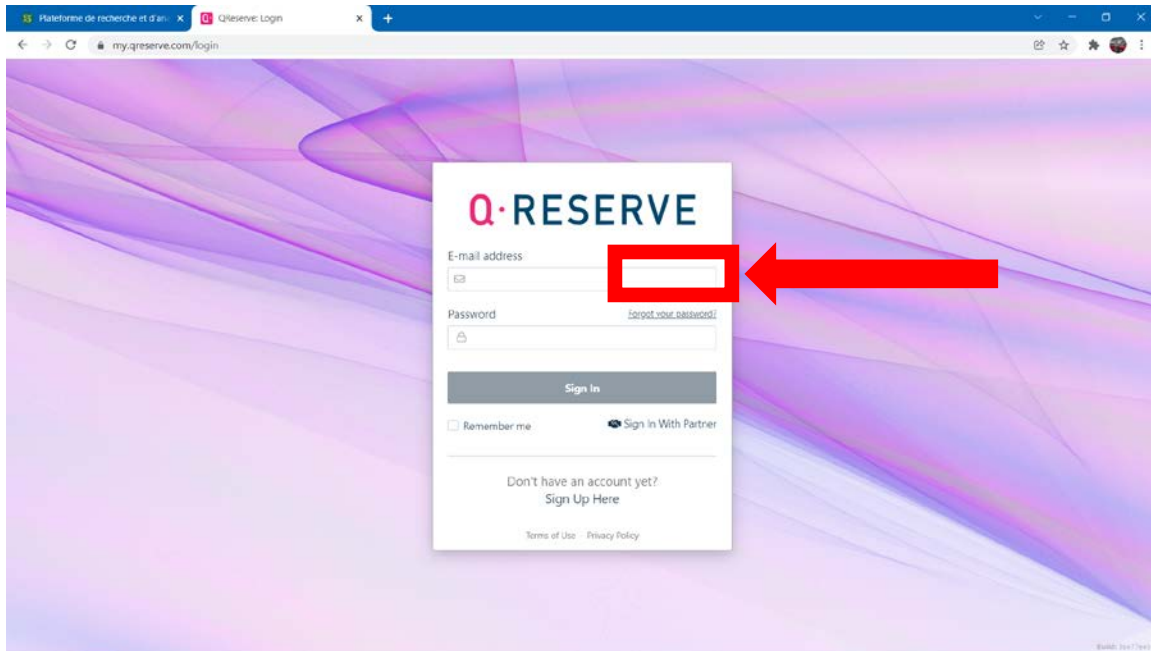 Plateforme de recherche et d'an
QReserve: Login
my.qreserve.com/login
Q·RESERVE
E-mail address
Password
Forgot your password?
Sign In
Remember me
Sign In With Partner
Don't have an account yet?
Sign Up Here
Terms of Use
Privacy Policy
Build: